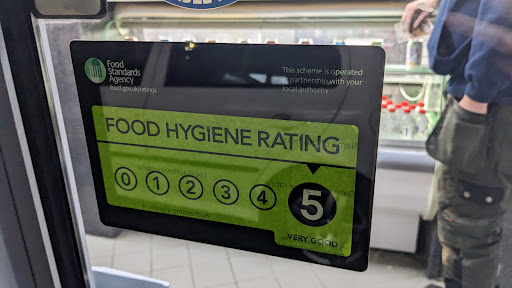 Food
Standards
Agency
food.gov.uk/ratings
This scheme is operated
in partnership with your
local authority
FOOD HYGIENE RATING
0 1 2 3 4 5
VERY GOOD